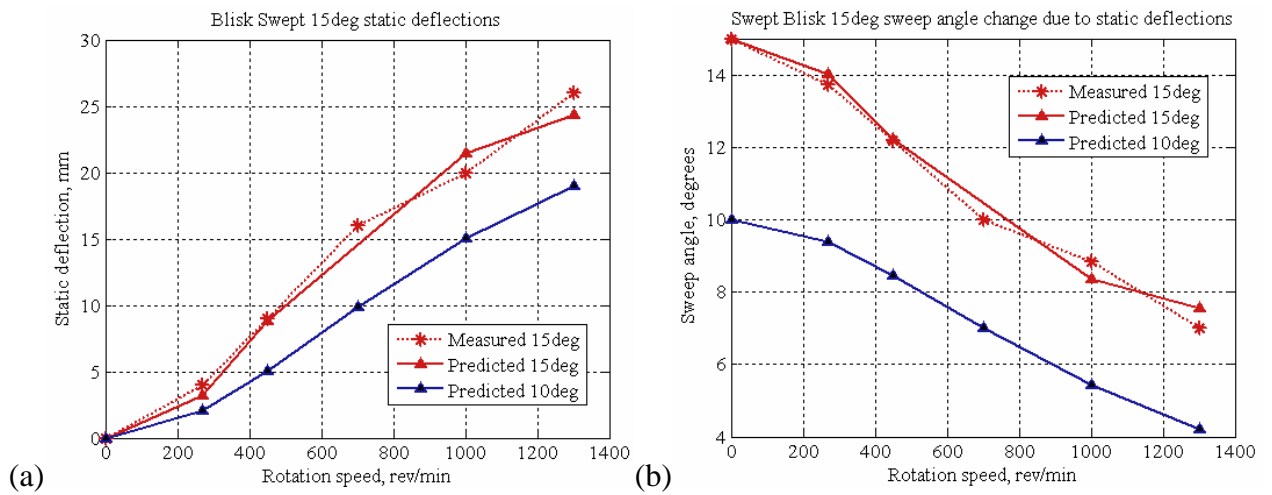 Blisk Swept 15deg static deflections
30
25
20
15
10
5
0
Static deflection, mm
Measured 15deg
Predicted 15deg
Predicted 10deg
0 200 400 600 800 1000 1200 1400
Rotation speed, rev/min
(a)
Swept Blisk 15deg sweep angle change due to static deflections
14
12
10
8
6
4
Sweep angle, degrees
Measured 15deg
Predicted 15deg
Predicted 10deg
0 200 400 600 800 1000 1200 1400
Rotation speed, rev/min
(b)